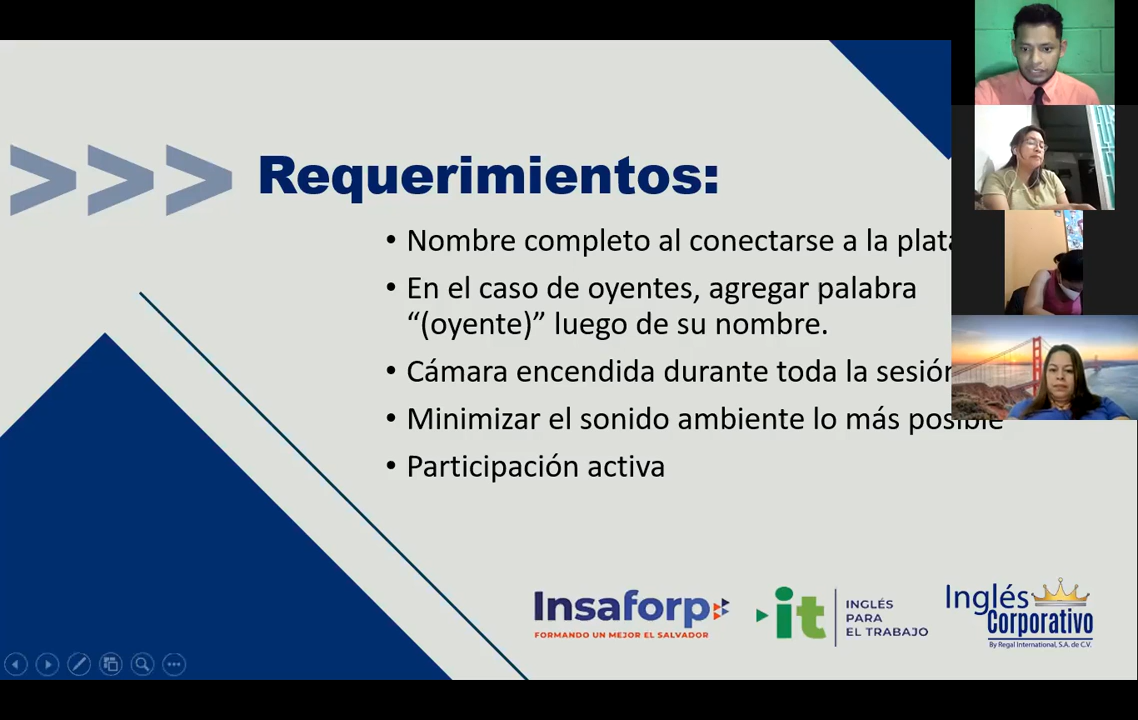 >>> Requerimientos:
• Nombre completo al conectarse a la plata
• En el caso de oyentes, agregar palabra
“(oyente)” luego de su nombre.
• Cámara encendida durante toda la sesión
• Minimizar el sonido ambiente lo más posible
• Participación activa
Insaforp
FORMANDO UN MEJOR EL SALVADOR
it
INGLÉS
PARA
EL TRABAJO
Inglés
Corporativo
By Regal International, S.A. de C.V.